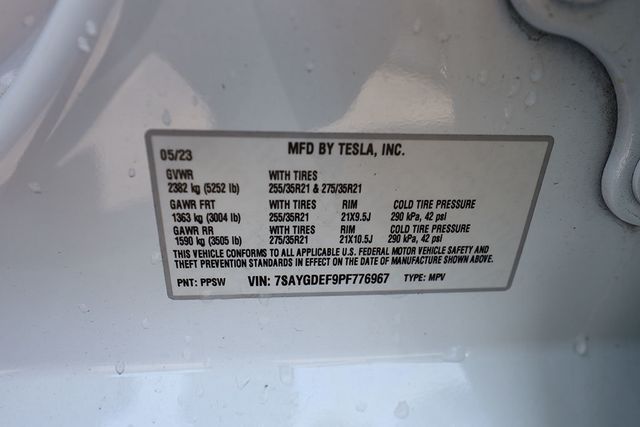 MFD BY TESLA, INC.
05/23
GVWR WITH TIRES
2382 kg (5252 lb) 255/35R21 & 275/35R21
GAWR FRT WITH TIRES RIM COLD TIRE PRESSURE
1363 kg (3004 lb) 255/35R21 21X9.5J 290 kPa, 42 psi
GAWR RR WITH TIRES RIM COLD TIRE PRESSURE
1590 kg (3505 lb) 275/35R21 21X10.5J 290 kPa, 42 psi
THIS VEHICLE CONFORMS TO ALL APPLICABLE U.S. FEDERAL MOTOR VEHICLE SAFETY AND
THEFT PREVENTION STANDARDS IN EFFECT ON THE DATE OF MANUFACTURE SHOWN ABOVE.
PNT: PPSW VIN: 7SAYGDEF9PF776967 TYPE: MPV